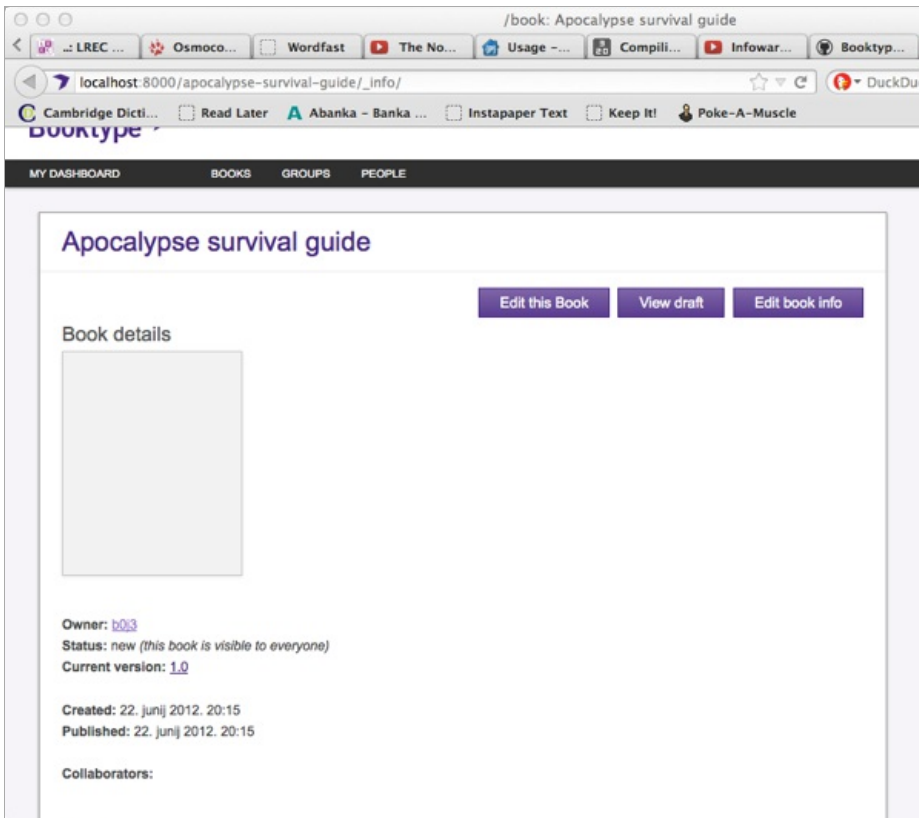 /book: Apocalypse survival guide
..: LREC ... Osmoco... Wordfast The No... Usage –... Compili... Infowar... Booktyp...
localhost:8000/apocalypse-survival-guide/_info/ DuckDu
Cambridge Dicti... Read Later Abanka – Banka ... Instapaper Text Keep It! Poke-A-Muscle
Booktype
MY DASHBOARD BOOKS GROUPS PEOPLE
Apocalypse survival guide
Edit this Book View draft Edit book info
Book details
Owner: b0j3
Status: new (this book is visible to everyone)
Current version: 1.0
Created: 22. junij 2012. 20:15
Published: 22. junij 2012. 20:15
Collaborators: